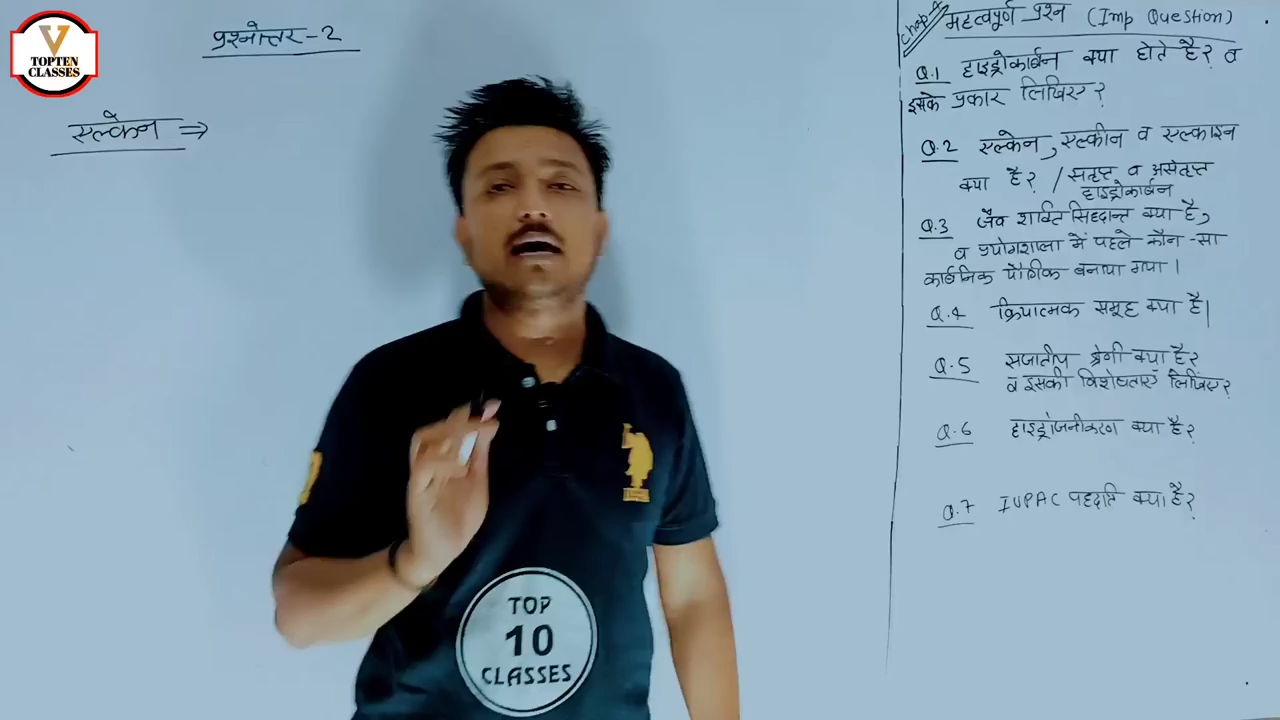 V
TOPTEN
CLASSES
प्रश्नोत्तर-2
एल्केन ⇒
Chap 4
महत्वपूर्ण प्रश्न (Imp Question)
Q.1 हाइड्रोकार्बन क्या होते है? व
इसके प्रकार लिखिए?
Q.2 एल्केन, एल्कीन व एल्काइन
क्या है? / संतृप्त व असंतृप्त
हाइड्रोकार्बन
Q.3 जैव शक्ति सिद्धान्त क्या है,
व प्रयोगशाला में पहले कौन-सा
कार्बनिक यौगिक बनाया गया।
Q.4 क्रियात्मक समूह क्या है।
Q.5 सजातीय श्रेणी क्या है?
व इसकी विशेषताएं लिखिए?
Q.6 हाइड्रोजनीकरण क्या है?
Q.7 IUPAC पद्दति क्या है?
TOP
10
CLASSES